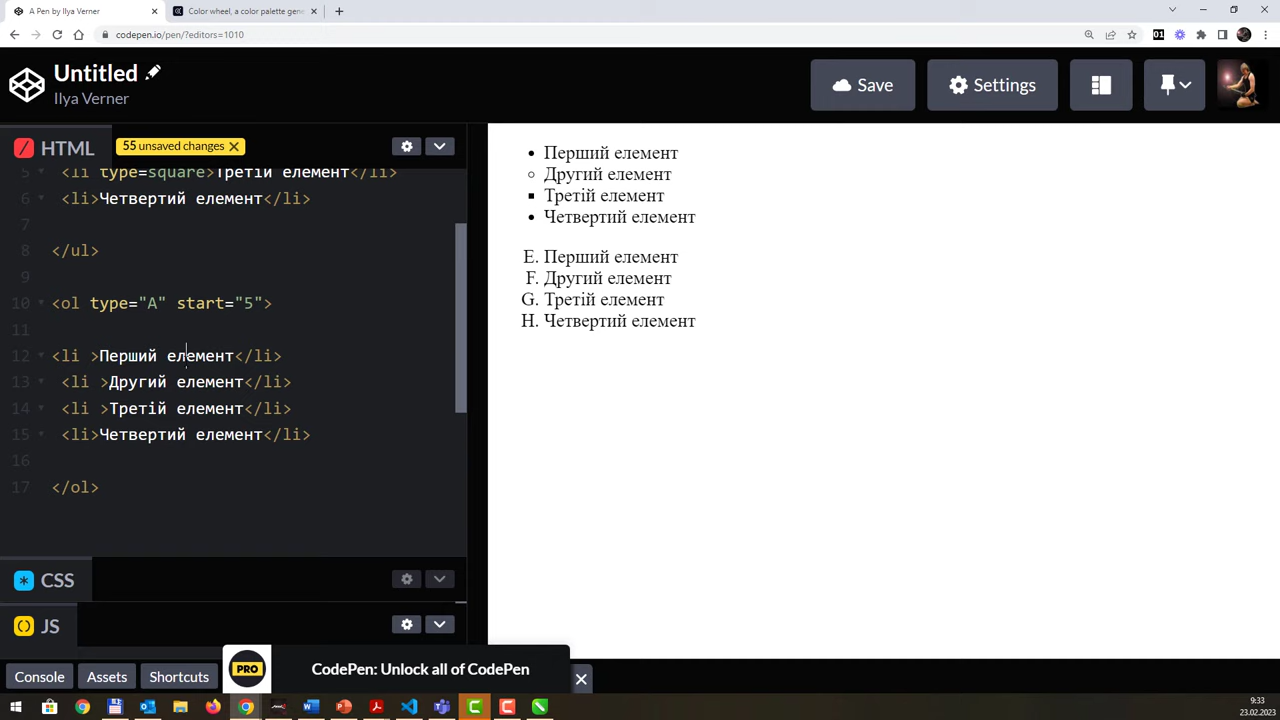 A Pen by Ilya Verner
Color wheel, a color palette gene
codepen.io/pen/?editors=1010
01
Untitled
Ilya Verner
Save
Settings
HTML
55 unsaved changes
5 <li type=square>Третій елемент</li>
6 <li>Четвертий елемент</li>
7
8 </ul>
9
10 <ol type="A" start="5">
11
12 <li >Перший елемент</li>
13 <li >Другий елемент</li>
14 <li >Третій елемент</li>
15 <li>Четвертий елемент</li>
16
17 </ol>
CSS
JS
• Перший елемент
○ Другий елемент
▪ Третій елемент
• Четвертий елемент
E. Перший елемент
F. Другий елемент
G. Третій елемент
H. Четвертий елемент
Console
Assets
Shortcuts
PRO
CodePen: Unlock all of CodePen
9:33
23.02.2023